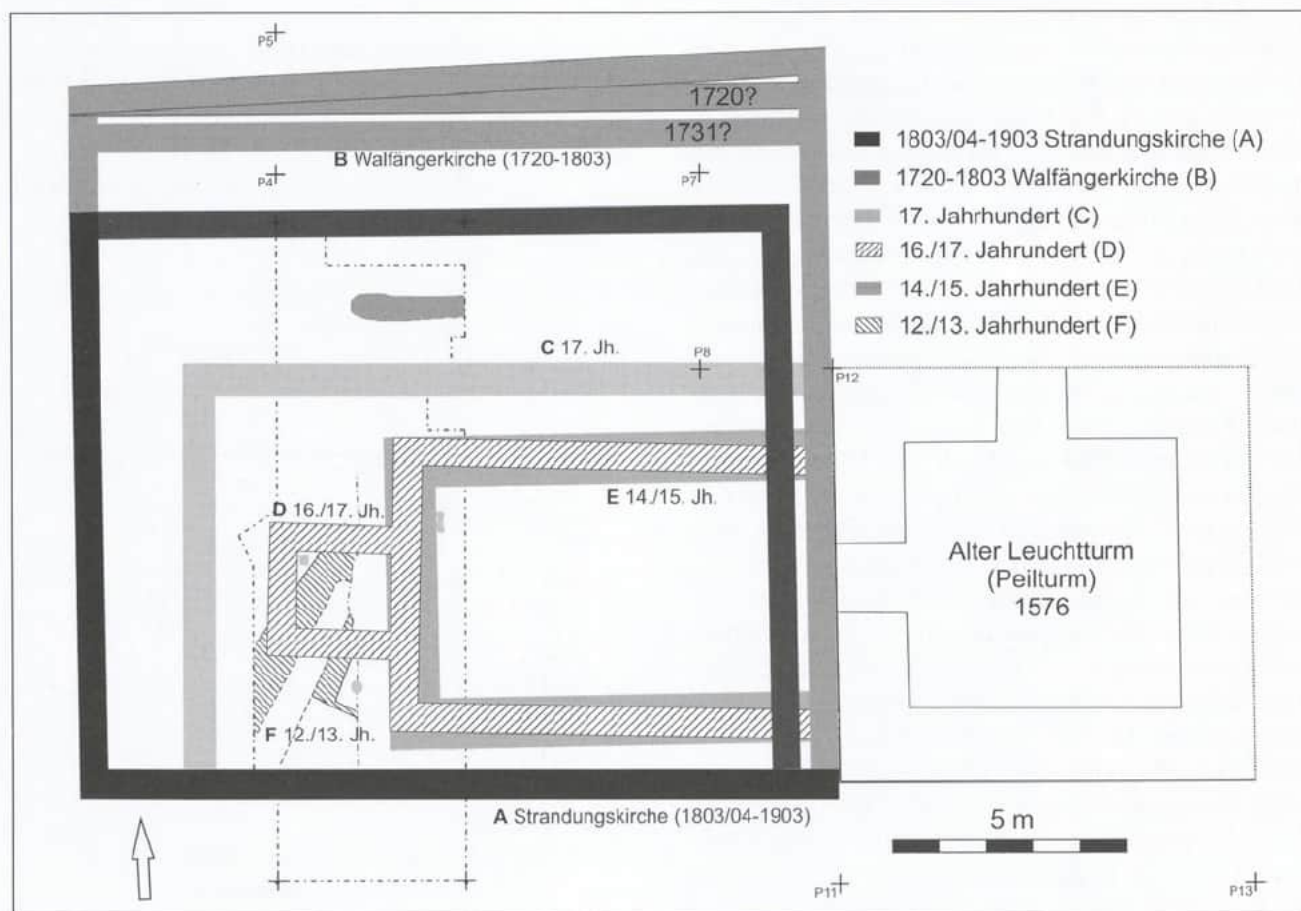 P5
1720?
1731?
B Walfängerkirche (1720-1803)
P4
P7
1803/04-1903 Strandungskirche (A)
1720-1803 Walfängerkirche (B)
17. Jahrhundert (C)
16./17. Jahrundert (D)
14./15. Jahrhundert (E)
12./13. Jahrhundert (F)
C 17. Jh.
P8
P12
E 14./15. Jh.
D 16./17. Jh.
Alter Leuchtturm
(Peilturm)
1576
F 12./13. Jh.
A Strandungskirche (1803/04-1903)
5 m
P11
P13